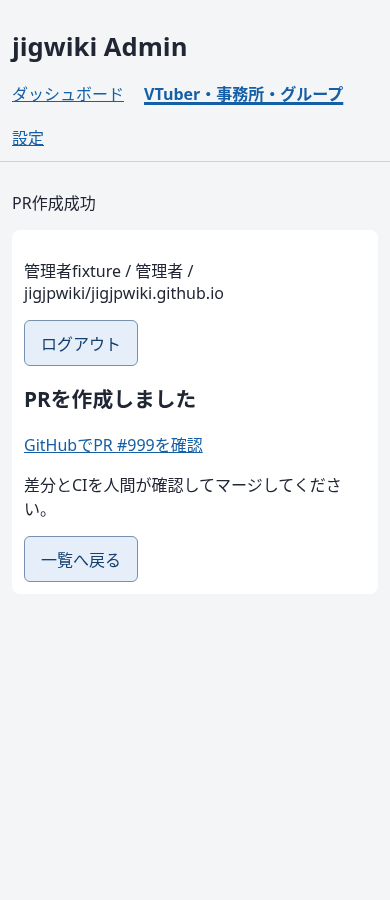 jigwiki Admin
ダッシュボード
VTuber・事務所・グループ
設定
PR作成成功
管理者fixture / 管理者 /
jigjpwiki/jigjpwiki.github.io
ログアウト
PRを作成しました
GitHubでPR #999を確認
差分とCIを人間が確認してマージしてくださ
い。
一覧へ戻る